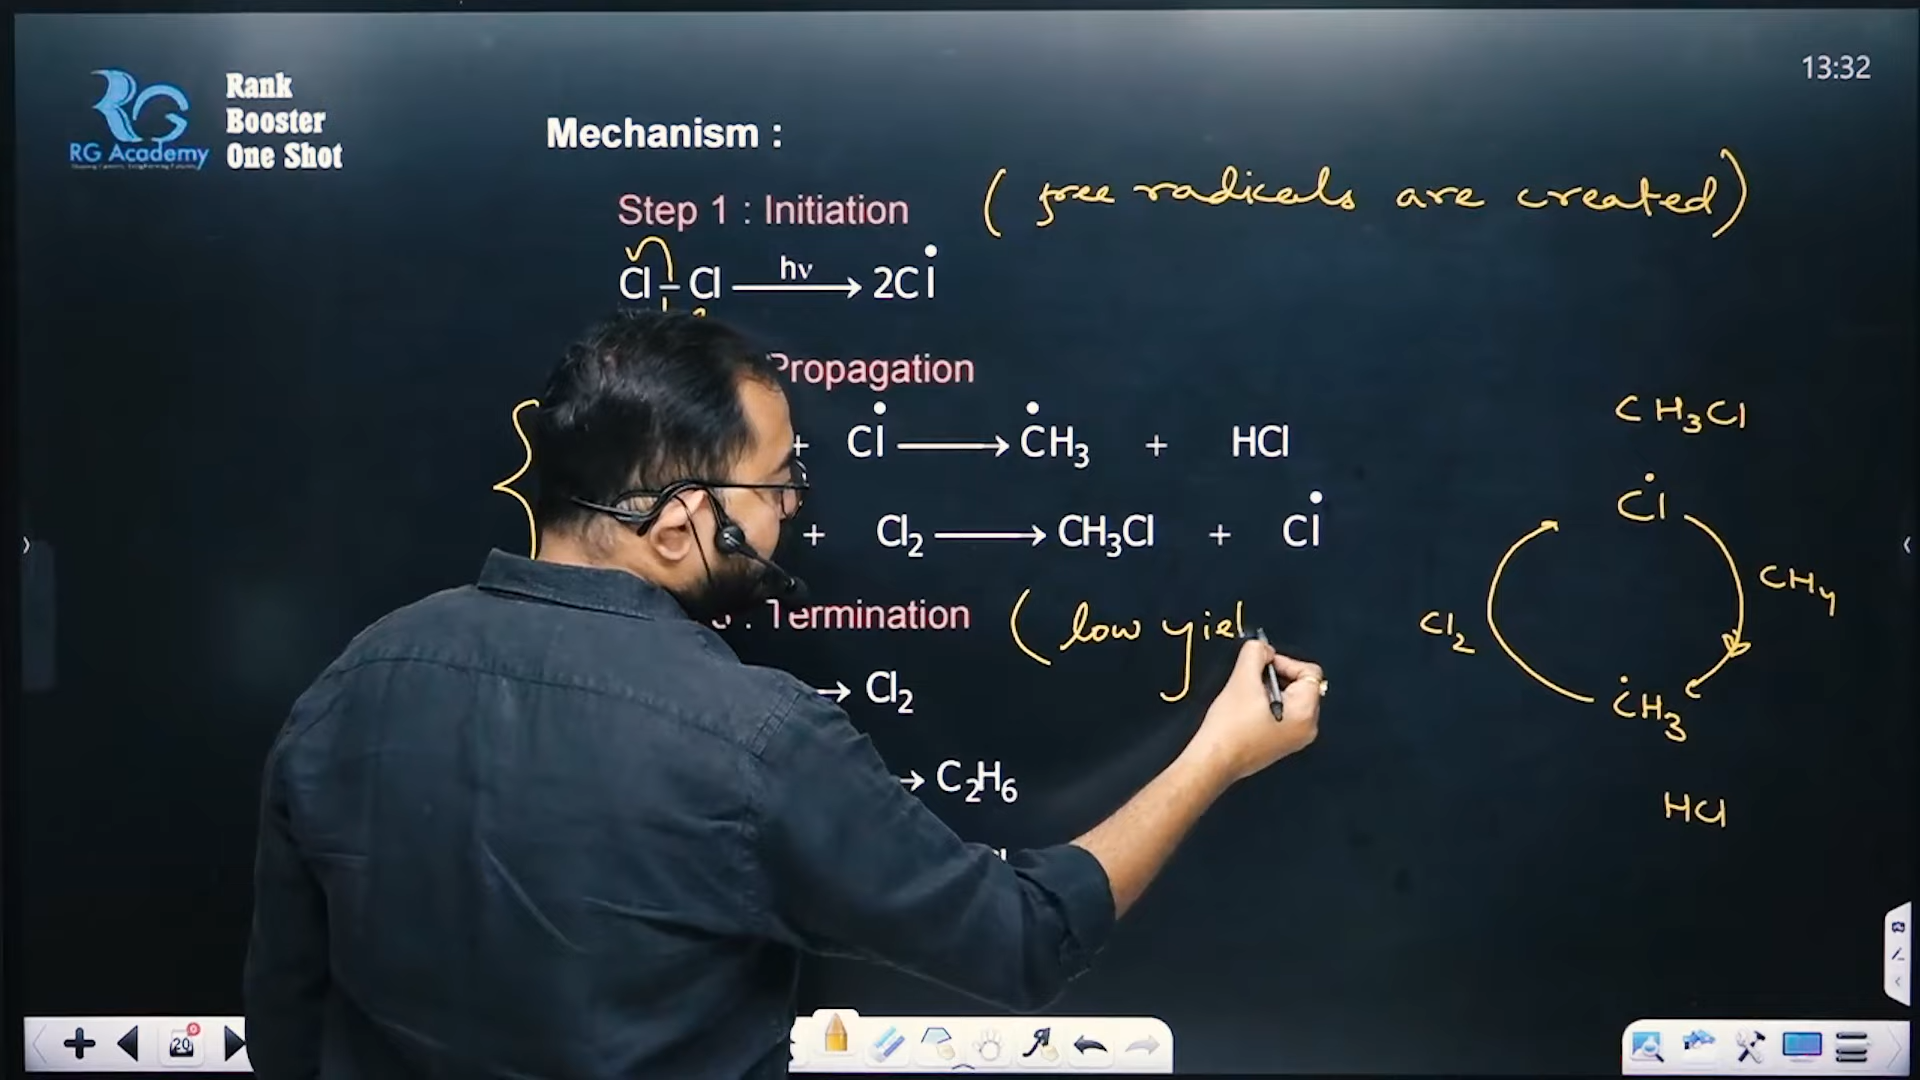 13:32
Rank
Booster
One Shot
RG Academy
Mechanism :
Step 1 : Initiation
(free radicals are created)
Cl – Cl ⟶ 2Cl•
hν
Propagation
+ Cl• ⟶ •CH₃ + HCl
+ Cl₂ ⟶ CH₃Cl + Cl•
: Termination
(low yiel
→ Cl₂
→ C₂H₆
CH₃Cl
Cl•
CH₄
Cl₂
•CH₃
HCl
20